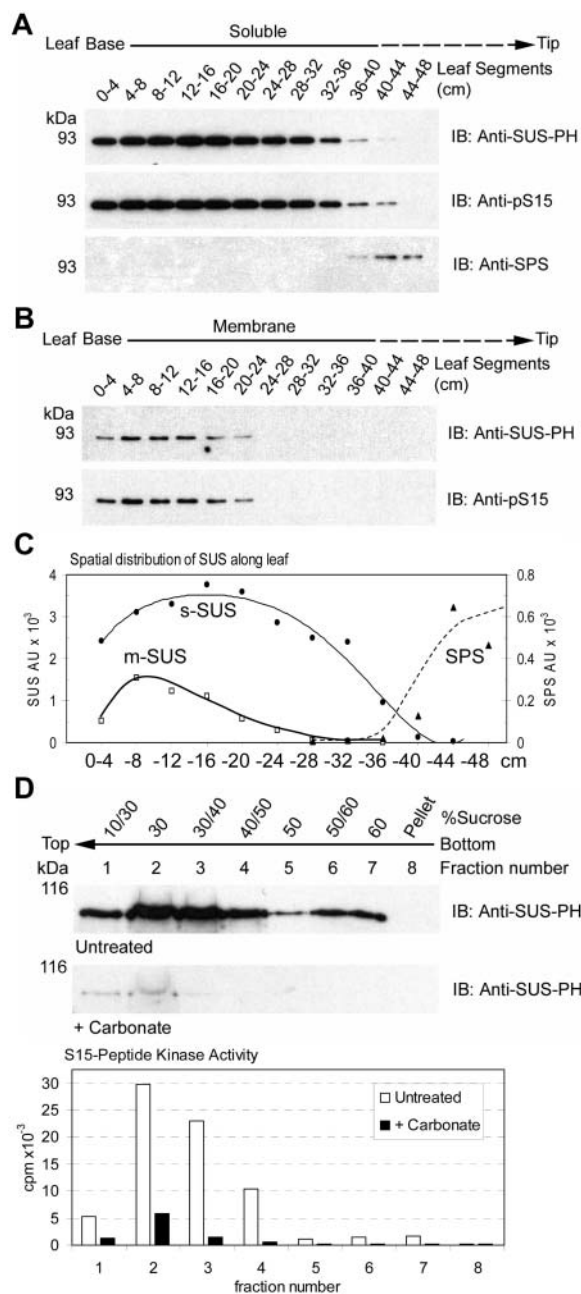 A
Leaf Base Soluble Tip
0-4 4-8 8-12 12-16 16-20 20-24 24-28 28-32 32-36 36-40 40-44 44-48 Leaf Segments (cm)
kDa
93 IB: Anti-SUS-PH
93 IB: Anti-pS15
93 IB: Anti-SPS
B
Leaf Base Membrane Tip
0-4 4-8 8-12 12-16 16-20 20-24 24-28 28-32 32-36 36-40 40-44 44-48 Leaf Segments (cm)
kDa
93 IB: Anti-SUS-PH
93 IB: Anti-pS15
C
Spatial distribution of SUS along leaf
SUS AU x 10³
4
3
2
1
0
s-SUS
m-SUS
SPS
0.8
0.6
0.4
0.2
0
SPS AU x 10³
0-4 -8 -12 -16 -20 -24 -28 -32 -36 -42 -46 -48 cm
D
10/30 30 30/40 40/50 50 50/60 60 Pellet %Sucrose
Top Bottom
kDa 1 2 3 4 5 6 7 8 Fraction number
116 IB: Anti-SUS-PH
Untreated
116 IB: Anti-SUS-PH
+ Carbonate
S15-Peptide Kinase Activity
cpm x10⁻³
30
25
20
15
10
5
0
Untreated
+ Carbonate
1 2 3 4 5 6 7 8
fraction number